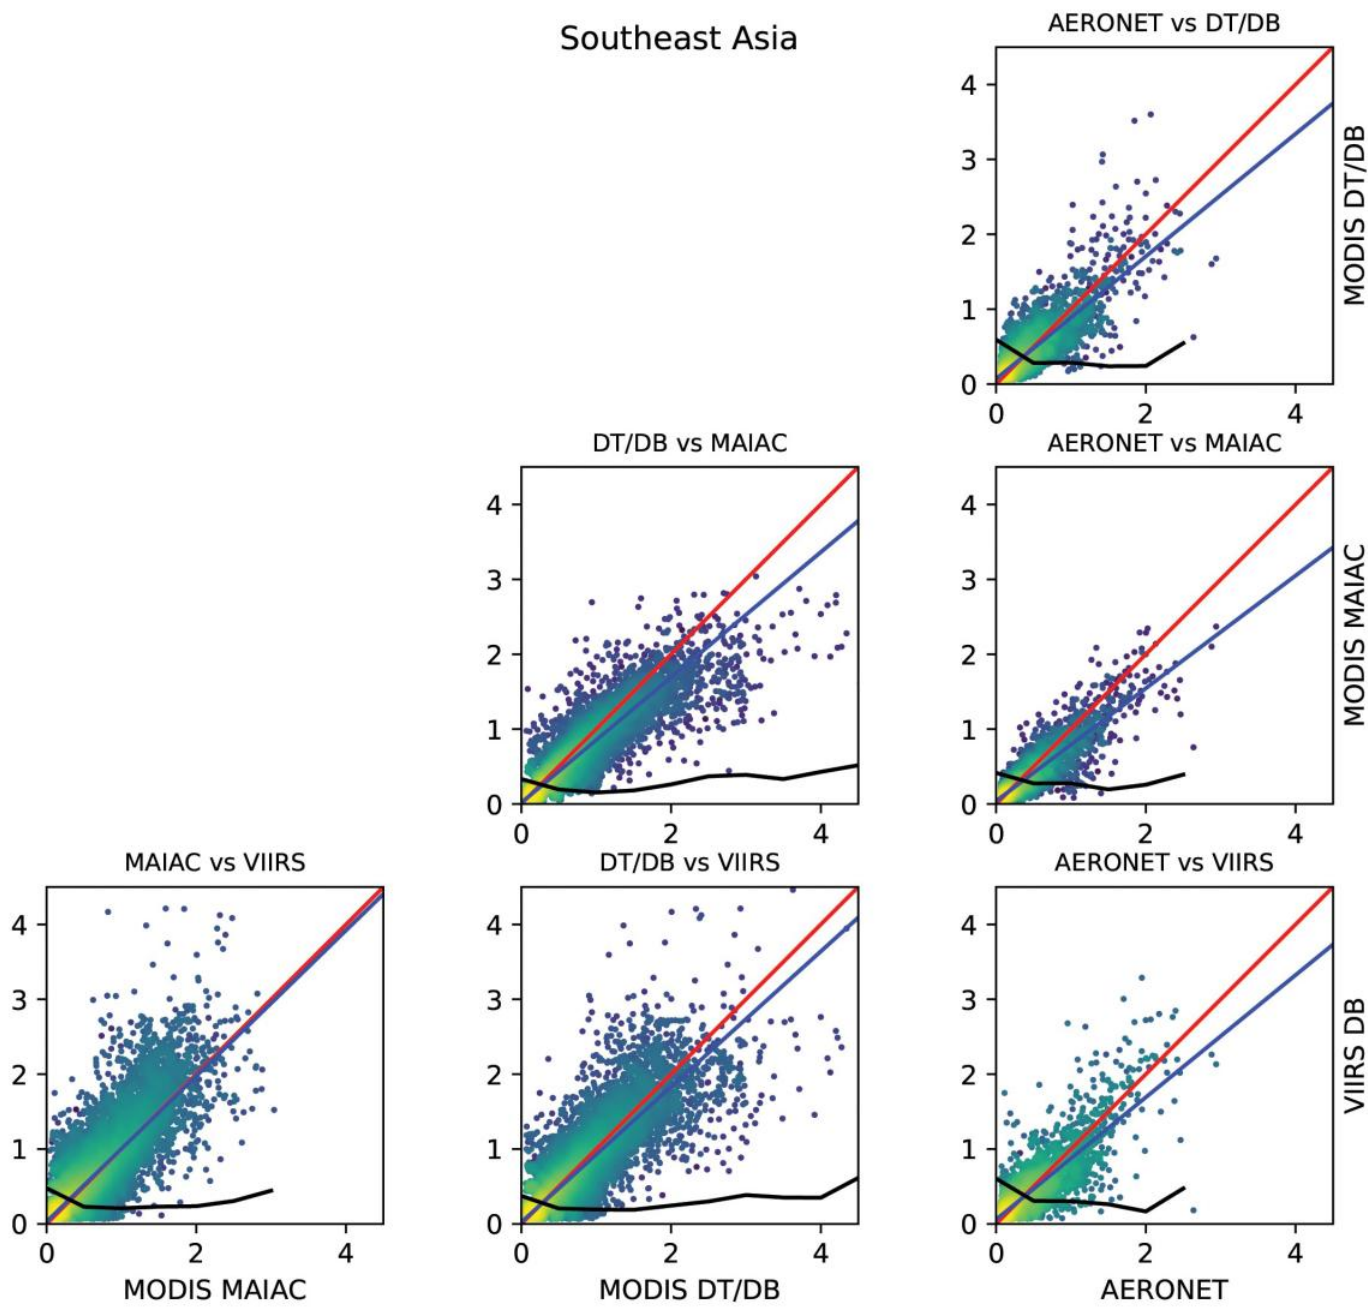 Southeast Asia
AERONET vs DT/DB
4
3
2
1
0
0 2 4
MODIS DT/DB
DT/DB vs MAIAC
4
3
2
1
0
0 2 4
AERONET vs MAIAC
4
3
2
1
0
0 2 4
MODIS MAIAC
MAIAC vs VIIRS
4
3
2
1
0
0 2 4
MODIS MAIAC
DT/DB vs VIIRS
4
3
2
1
0
0 2 4
MODIS DT/DB
AERONET vs VIIRS
4
3
2
1
0
0 2 4
AERONET
VIIRS DB